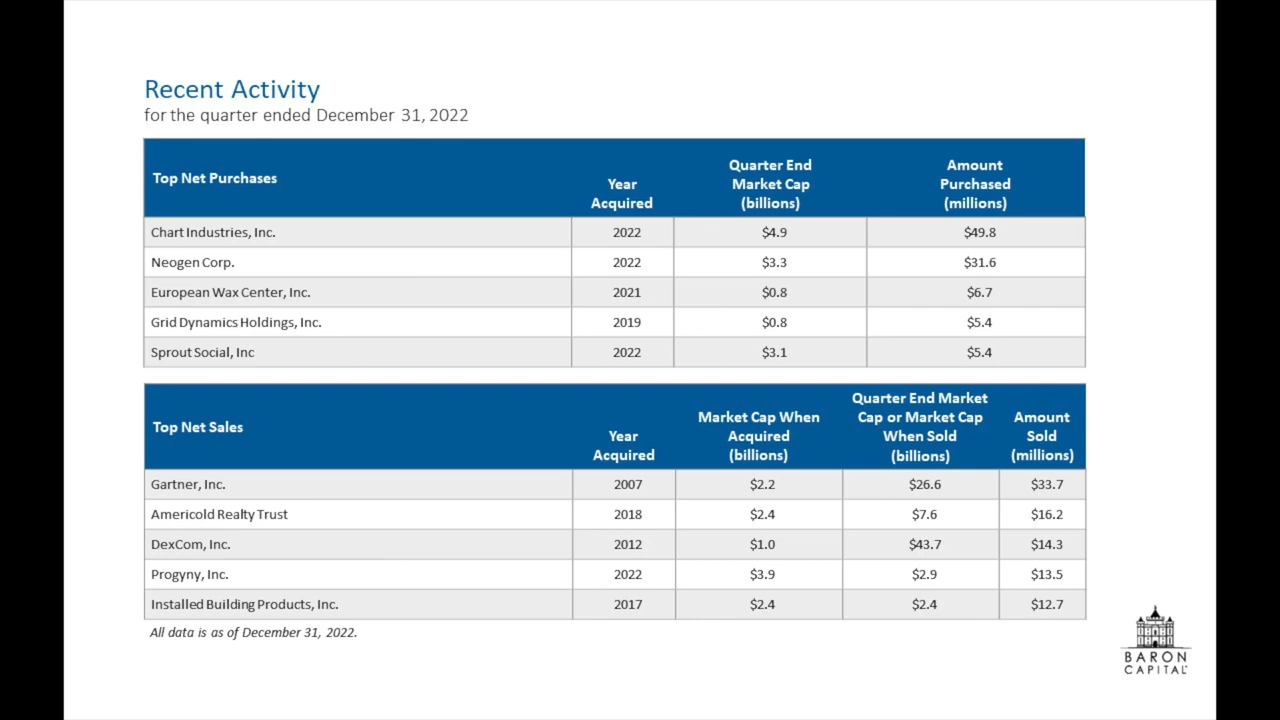 Recent Activity
for the quarter ended December 31, 2022
Top Net Purchases
Year
Acquired
Quarter End
Market Cap
(billions)
Amount
Purchased
(millions)
Chart Industries, Inc. 2022 $4.9 $49.8
Neogen Corp. 2022 $3.3 $31.6
European Wax Center, Inc. 2021 $0.8 $6.7
Grid Dynamics Holdings, Inc. 2019 $0.8 $5.4
Sprout Social, Inc 2022 $3.1 $5.4
Top Net Sales
Year
Acquired
Market Cap When
Acquired
(billions)
Quarter End Market
Cap or Market Cap
When Sold
(billions)
Amount
Sold
(millions)
Gartner, Inc. 2007 $2.2 $26.6 $33.7
Americold Realty Trust 2018 $2.4 $7.6 $16.2
DexCom, Inc. 2012 $1.0 $43.7 $14.3
Progyny, Inc. 2022 $3.9 $2.9 $13.5
Installed Building Products, Inc. 2017 $2.4 $2.4 $12.7
All data is as of December 31, 2022.
BARON
CAPITAL